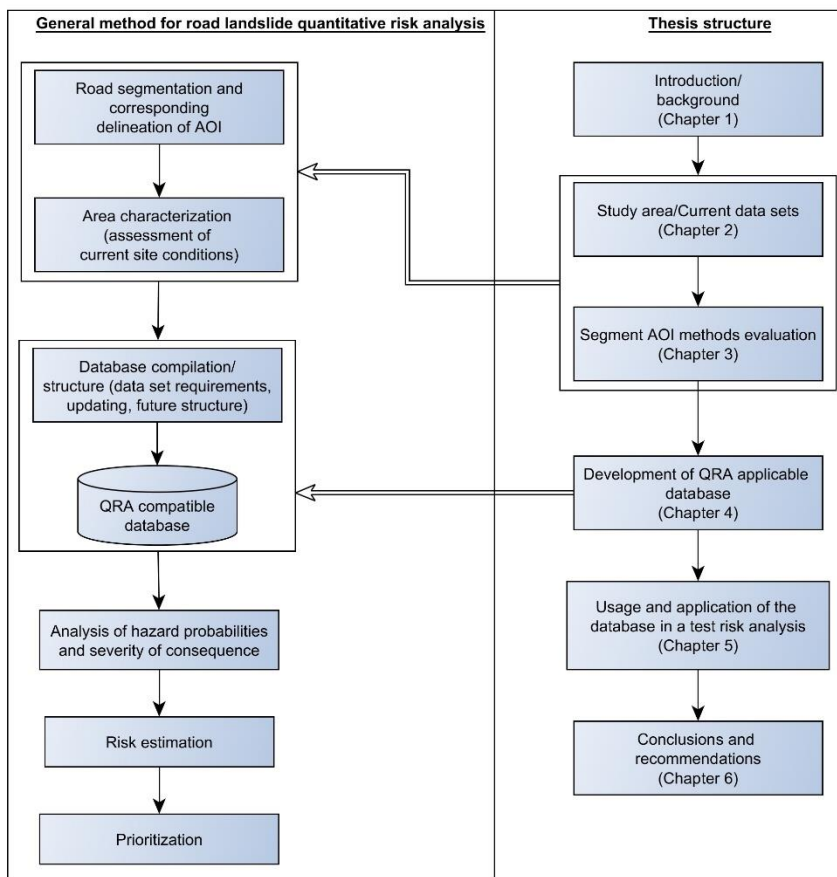 General method for road landslide quantitative risk analysis
Road segmentation and
corresponding
delineation of AOI
Area characterization
(assessment of
current site conditions)
Database compilation/
structure (data set requirements,
updating, future structure)
QRA compatible
database
Analysis of hazard probabilities
and severity of consequence
Risk estimation
Prioritization
Thesis structure
Introduction/
background
(Chapter 1)
Study area/Current data sets
(Chapter 2)
Segment AOI methods evaluation
(Chapter 3)
Development of QRA applicable
database
(Chapter 4)
Usage and application of the
database in a test risk analysis
(Chapter 5)
Conclusions and
recommendations
(Chapter 6)